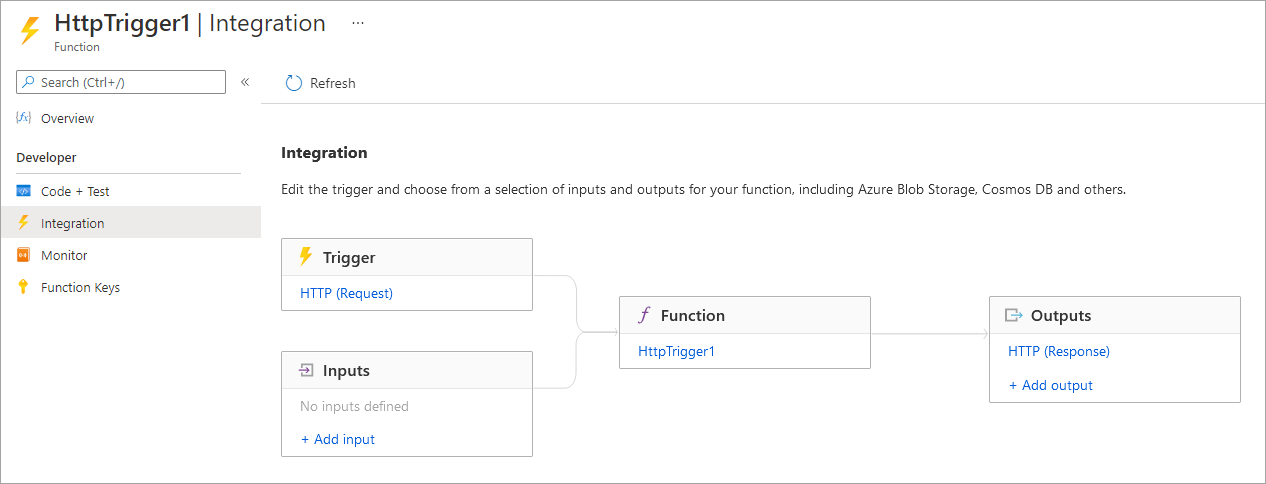 HttpTrigger1 | Integration ...
Function
Search (Ctrl+/)
«
Refresh
Overview
Developer
Code + Test
Integration
Monitor
Function Keys
Integration
Edit the trigger and choose from a selection of inputs and outputs for your function, including Azure Blob Storage, Cosmos DB and others.
Trigger
HTTP (Request)
Inputs
No inputs defined
+ Add input
Function
HttpTrigger1
Outputs
HTTP (Response)
+ Add output